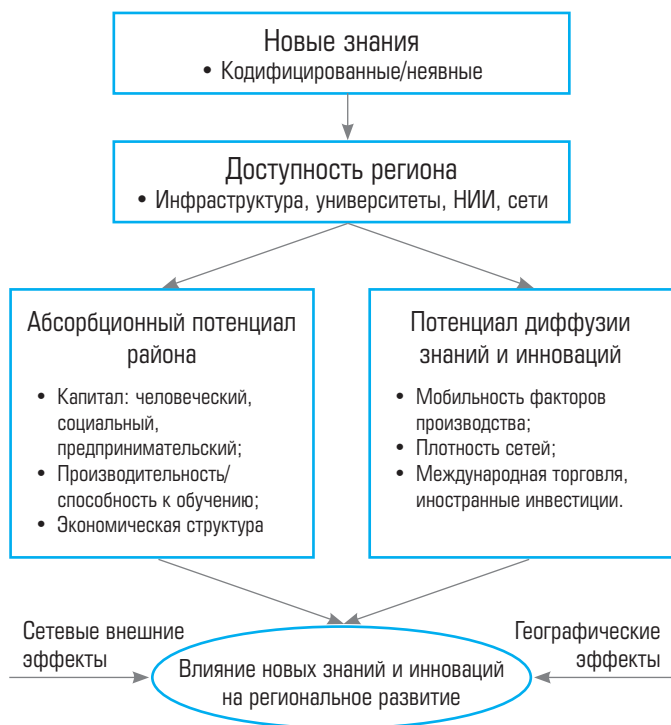 Новые знания
• Кодифицированные/неявные
Доступность региона
• Инфраструктура, университеты, НИИ, сети
Абсорбционный потенциал
района
• Капитал: человеческий,
социальный,
предпринимательский;
• Производительность/
способность к обучению;
• Экономическая структура
Потенциал диффузии
знаний и инноваций
• Мобильность факторов
производства;
• Плотность сетей;
• Международная торговля,
иностранные инвестиции.
Сетевые внешние
эффекты
Влияние новых знаний и инноваций
на региональное развитие
Географические
эффекты